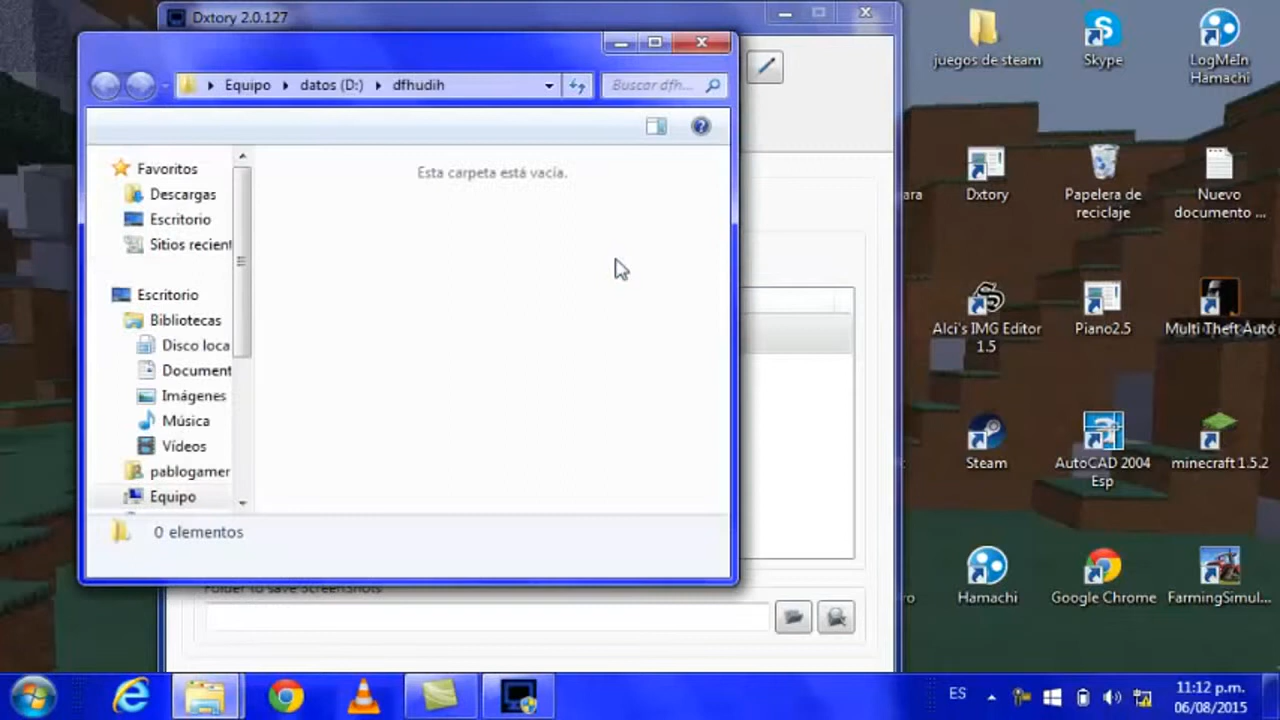 Dxtory 2.0.127
Equipo
datos (D:)
dfhudih
Buscar dfh...
Favoritos
Descargas
Escritorio
Sitios recient
Escritorio
Bibliotecas
Disco loca
Document
Imágenes
Música
Vídeos
pablogamer
Equipo
Esta carpeta está vacía.
0 elementos
Folder to save ScreenShots
juegos de steam
Skype
LogMeIn
Hamachi
ara
Dxtory
Papelera de
reciclaje
Nuevo
documento ...
Alci's IMG Editor
1.5
Piano2.5
Multi Theft Auto
Steam
AutoCAD 2004
Esp
minecraft 1.5.2
ro
Hamachi
Google Chrome
FarmingSimul...
ES
11:12 p.m.
06/08/2015